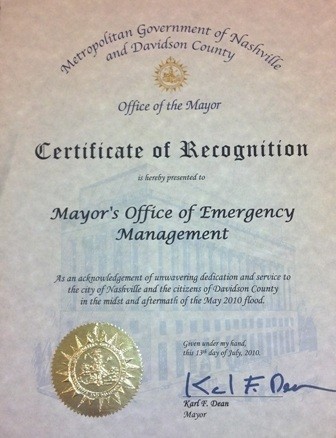 Metropolitan Government of Nashville
and Davidson County
Office of the Mayor
Certificate of Recognition
is hereby presented to
Mayor's Office of Emergency
Management
As an acknowledgement of unwavering dedication and service to
the city of Nashville and the citizens of Davidson County
in the midst and aftermath of the May 2010 flood.
Given under my hand,
this 13th day of July, 2010.
Karl F. Dean
Karl F. Dean
Mayor